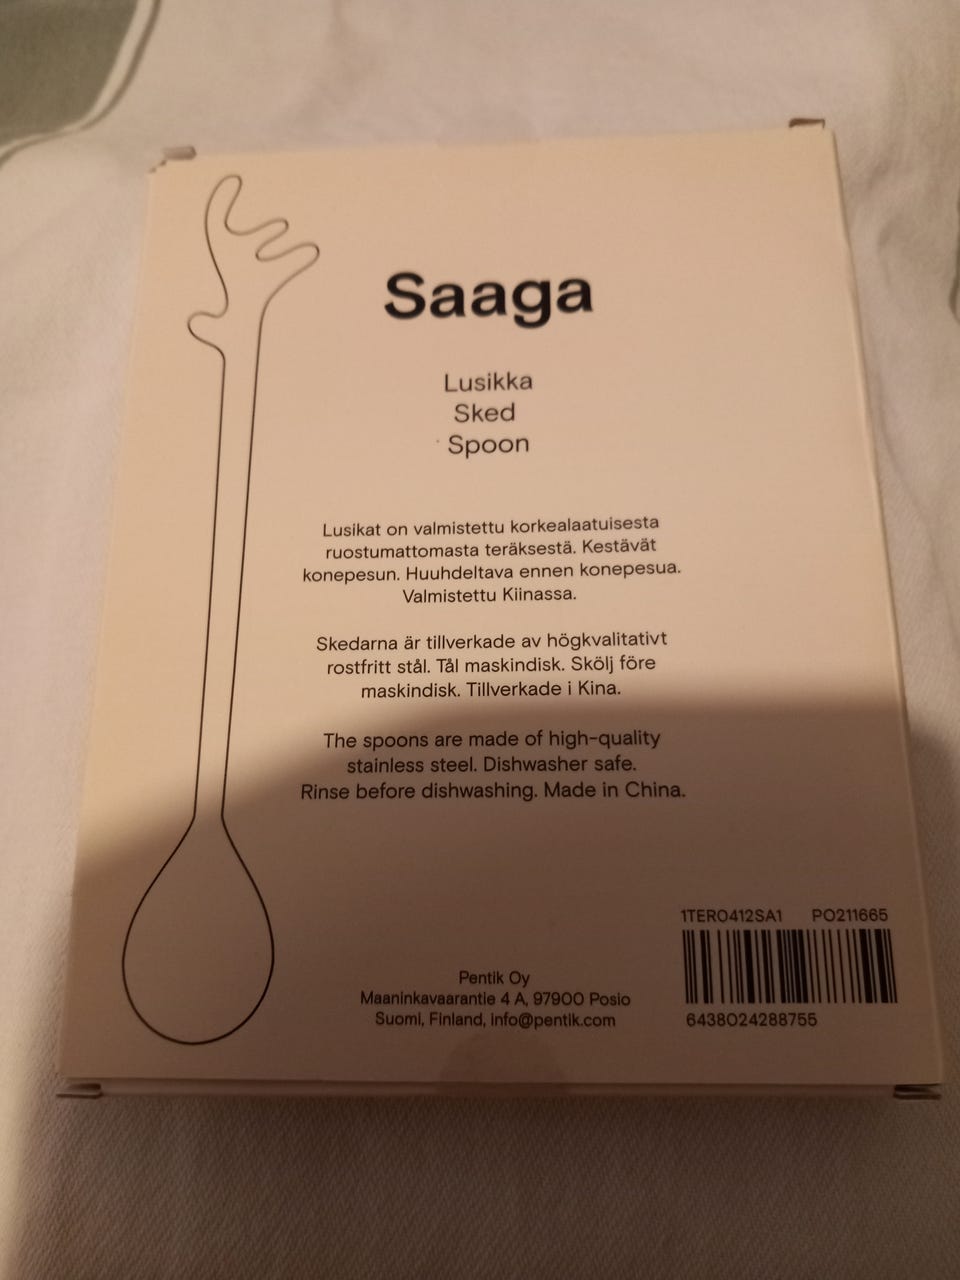 Saaga
Lusikka
Sked
Spoon
Lusikat on valmistettu korkealaatuisesta
ruostumattomasta teräksestä. Kestävät
konepesun. Huuhdeltava ennen konepesua.
Valmistettu Kiinassa.
Skedarna är tillverkade av högkvalitativt
rostfritt stål. Tål maskindisk. Skölj före
maskindisk. Tillverkade i Kina.
The spoons are made of high-quality
stainless steel. Dishwasher safe.
Rinse before dishwashing. Made in China.
Pentik Oy
Maaninkavaarantie 4 A, 97900 Posio
Suomi, Finland, info@pentik.com
1TER0412SA1 PO211665
6438024288755